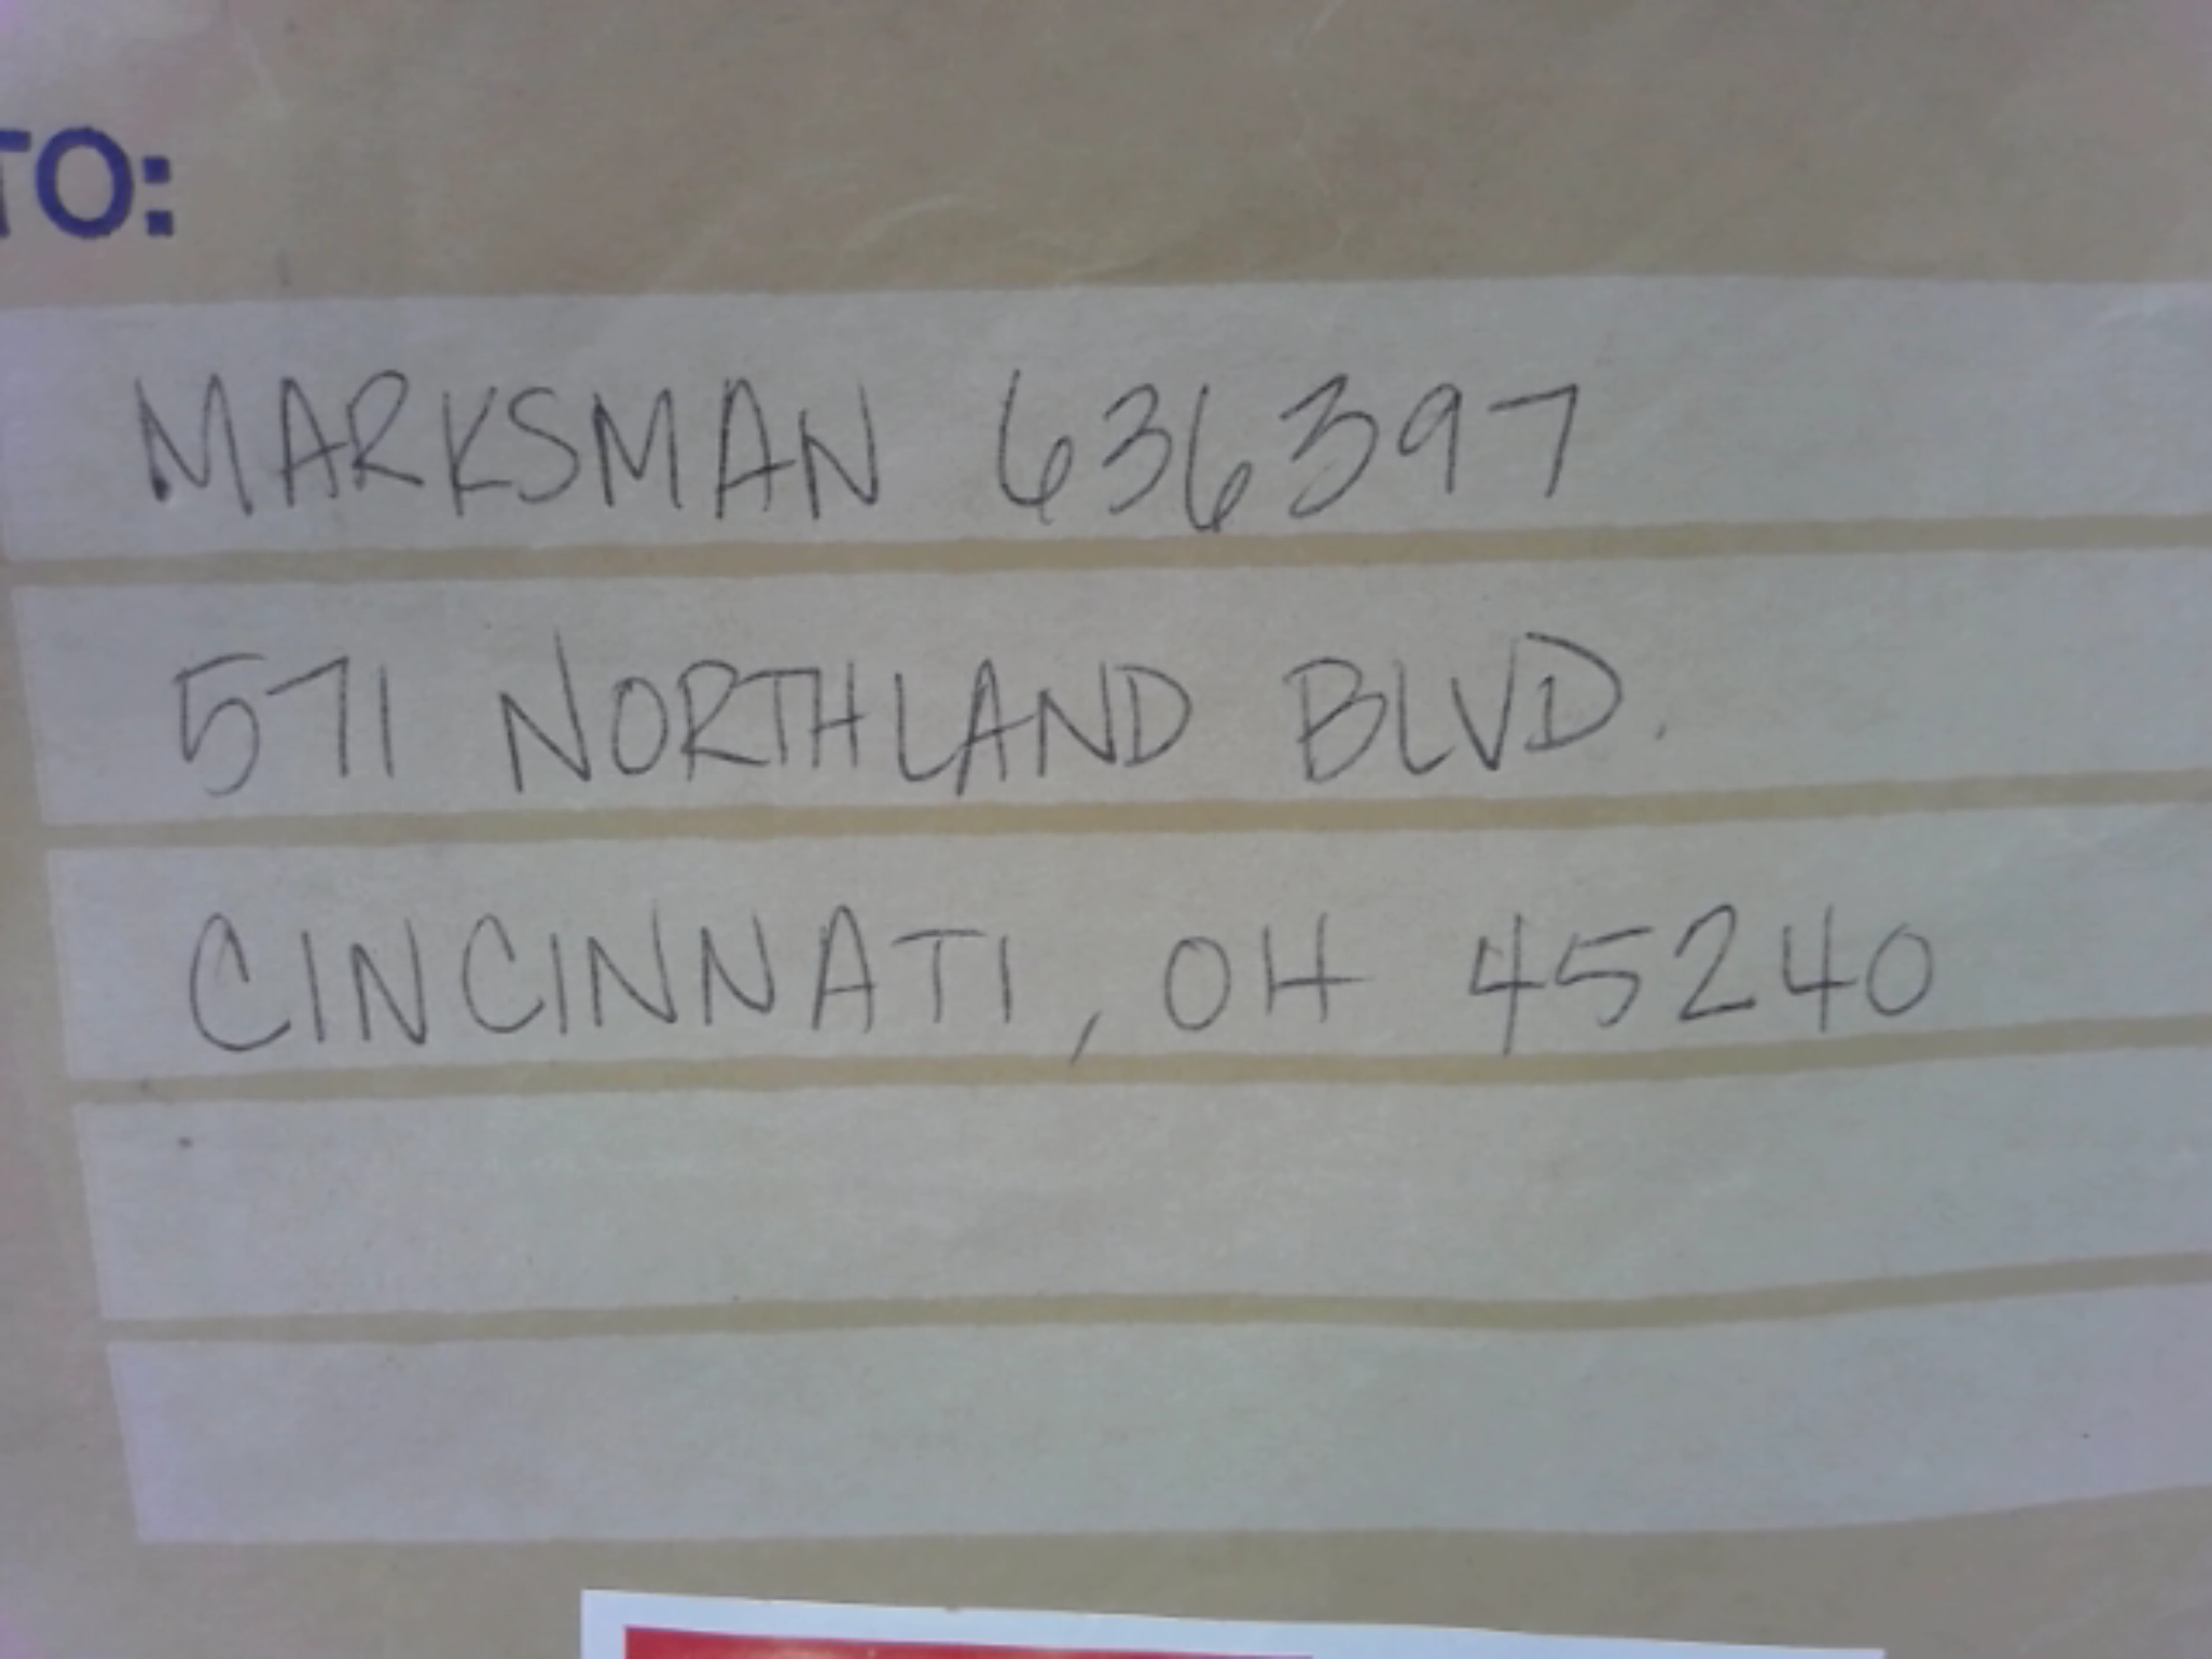 TO:
MARKSMAN 636397
571 NORTHLAND BLVD.
CINCINNATI, OH 45240